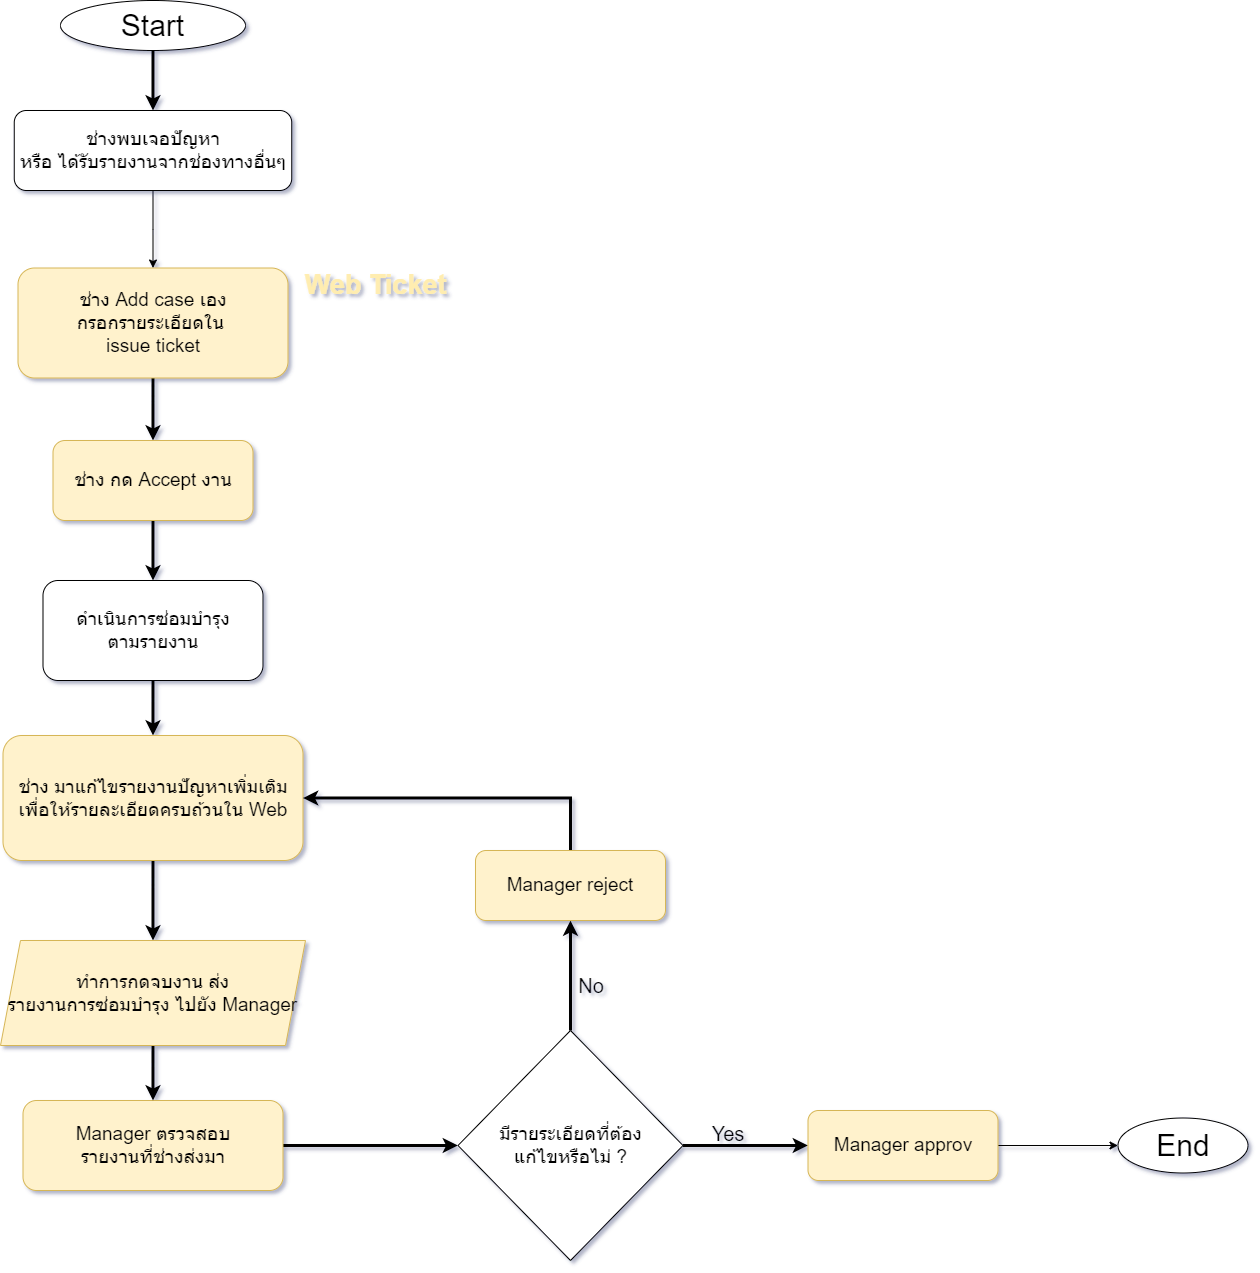 Start
ช่างพบเจอปัญหา
หรือ ได้รับรายงานจากช่องทางอื่นๆ
Web Ticket
ช่าง Add case เอง
กรอกรายระเอียดใน
issue ticket
ช่าง กด Accept งาน
ดำเนินการซ่อมบำรุง
ตามรายงาน
ช่าง มาแก้ไขรายงานปัญหาเพิ่มเติม
เพื่อให้รายละเอียดครบถ้วนใน Web
Manager reject
ทำการกดจบงาน ส่ง
รายงานการซ่อมบำรุง ไปยัง Manager
No
Manager ตรวจสอบ
รายงานที่ช่างส่งมา
มีรายระเอียดที่ต้อง
แก้ไขหรือไม่ ?
Yes
Manager approv
End